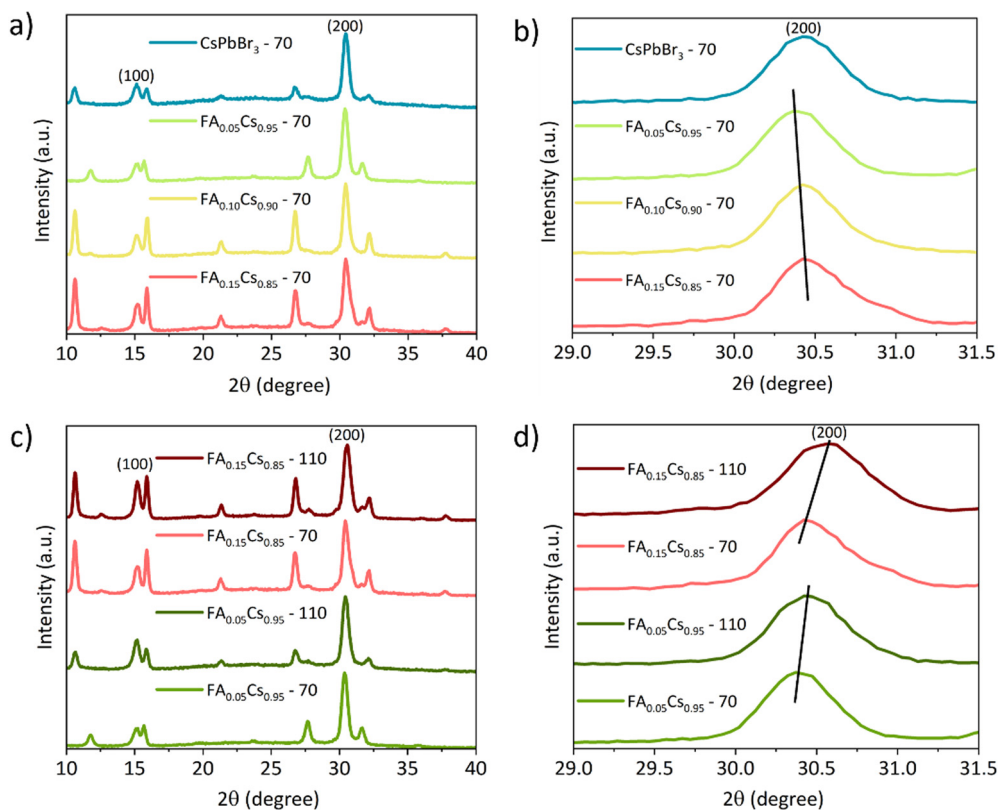 a)
(200)
CsPbBr₃ - 70
(100)
FA₀.₀₅Cs₀.₉₅ - 70
FA₀.₁₀Cs₀.₉₀ - 70
FA₀.₁₅Cs₀.₈₅ - 70
Intensity (a.u.)
10 15 20 25 30 35 40
2θ (degree)
b)
(200)
CsPbBr₃ - 70
FA₀.₀₅Cs₀.₉₅ - 70
FA₀.₁₀Cs₀.₉₀ - 70
FA₀.₁₅Cs₀.₈₅ - 70
Intensity (a.u.)
29.0 29.5 30.0 30.5 31.0 31.5
2θ (degree)
c)
(200)
FA₀.₁₅Cs₀.₈₅ - 110
(100)
FA₀.₁₅Cs₀.₈₅ - 70
FA₀.₀₅Cs₀.₉₅ - 110
FA₀.₀₅Cs₀.₉₅ - 70
Intensity (a.u.)
10 15 20 25 30 35 40
2θ (degree)
d)
(200)
FA₀.₁₅Cs₀.₈₅ - 110
FA₀.₁₅Cs₀.₈₅ - 70
FA₀.₀₅Cs₀.₉₅ - 110
FA₀.₀₅Cs₀.₉₅ - 70
Intensity (a.u.)
29.0 29.5 30.0 30.5 31.0 31.5
2θ (degree)